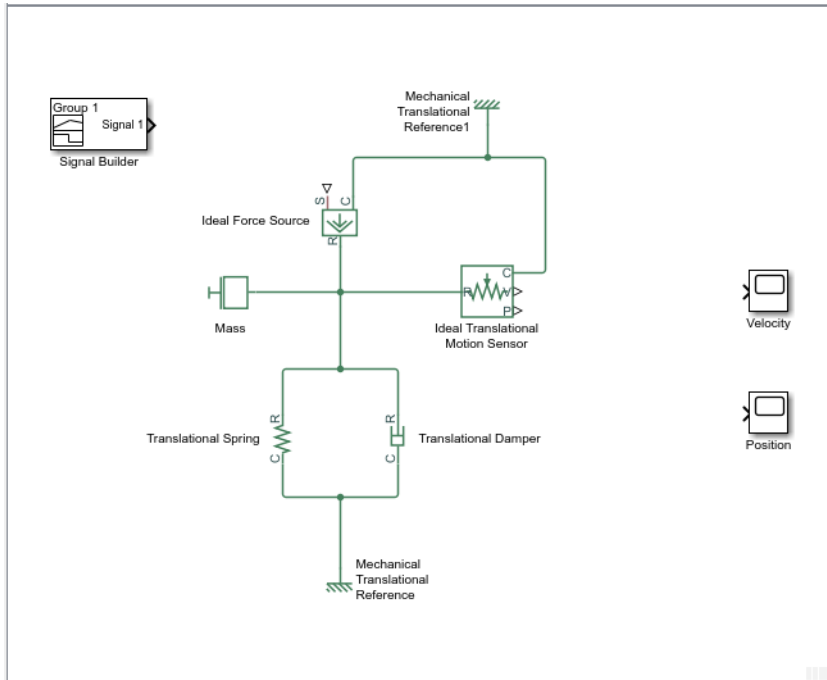 Group 1
Signal 1
Signal Builder
Mechanical
Translational
Reference1
S
C
Ideal Force Source
R
Mass
C
R
V
P
Ideal Translational
Motion Sensor
Velocity
R
R
Translational Spring
Translational Damper
C
C
Position
Mechanical
Translational
Reference